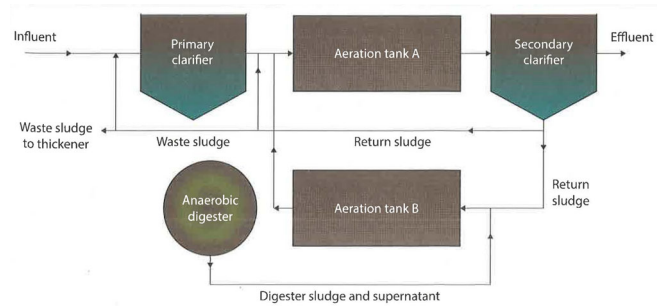 Influent
Primary
clarifier
Aeration tank A
Secondary
clarifier
Effluent
Waste sludge
to thickener
Waste sludge
Return sludge
Return
sludge
Anaerobic
digester
Aeration tank B
Digester sludge and supernatant